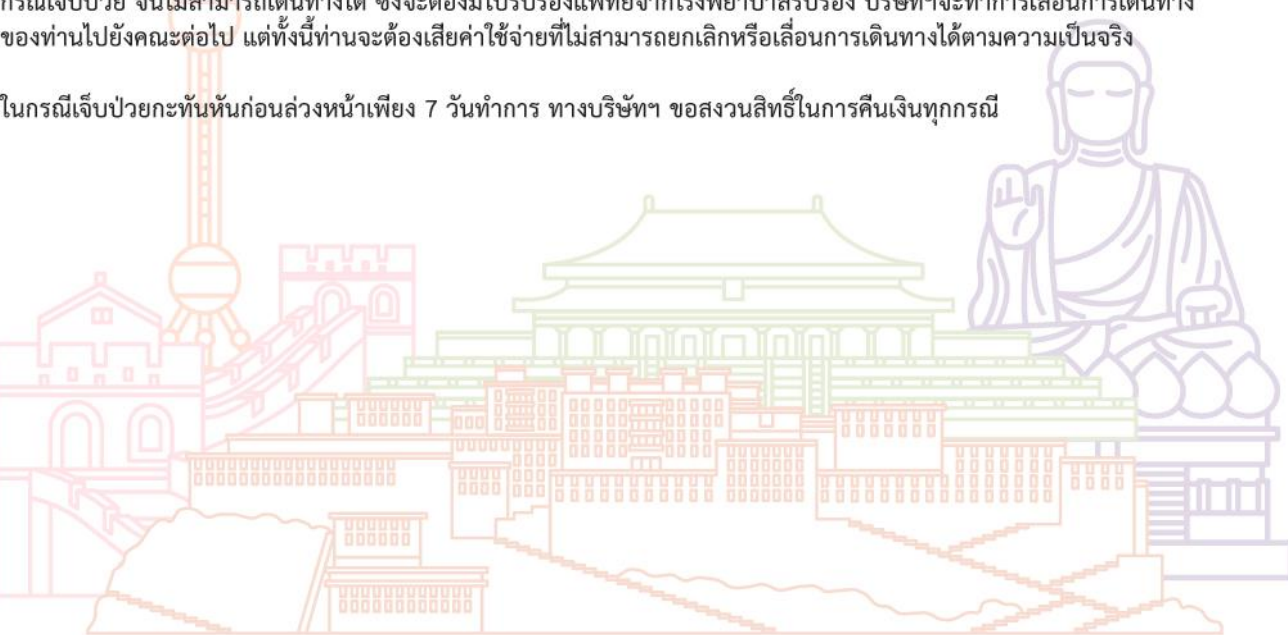 กรณีเจ็บป่วย จนไม่สามารถเดินทางได้ ซึ่งจะต้องมีใบรับรองแพทย์จากโรงพยาบาลรับรอง บริษัทฯจะทำการเลื่อนการเดินทาง
ของท่านไปยังคณะต่อไป แต่ทั้งนี้ท่านจะต้องเสียค่าใช้จ่ายที่ไม่สามารถยกเลิกหรือเลื่อนการเดินทางได้ตามความเป็นจริง
ในกรณีเจ็บป่วยกะทันหันก่อนล่วงหน้าเพียง 7 วันทำการ ทางบริษัทฯ ขอสงวนสิทธิ์ในการคืนเงินทุกกรณี